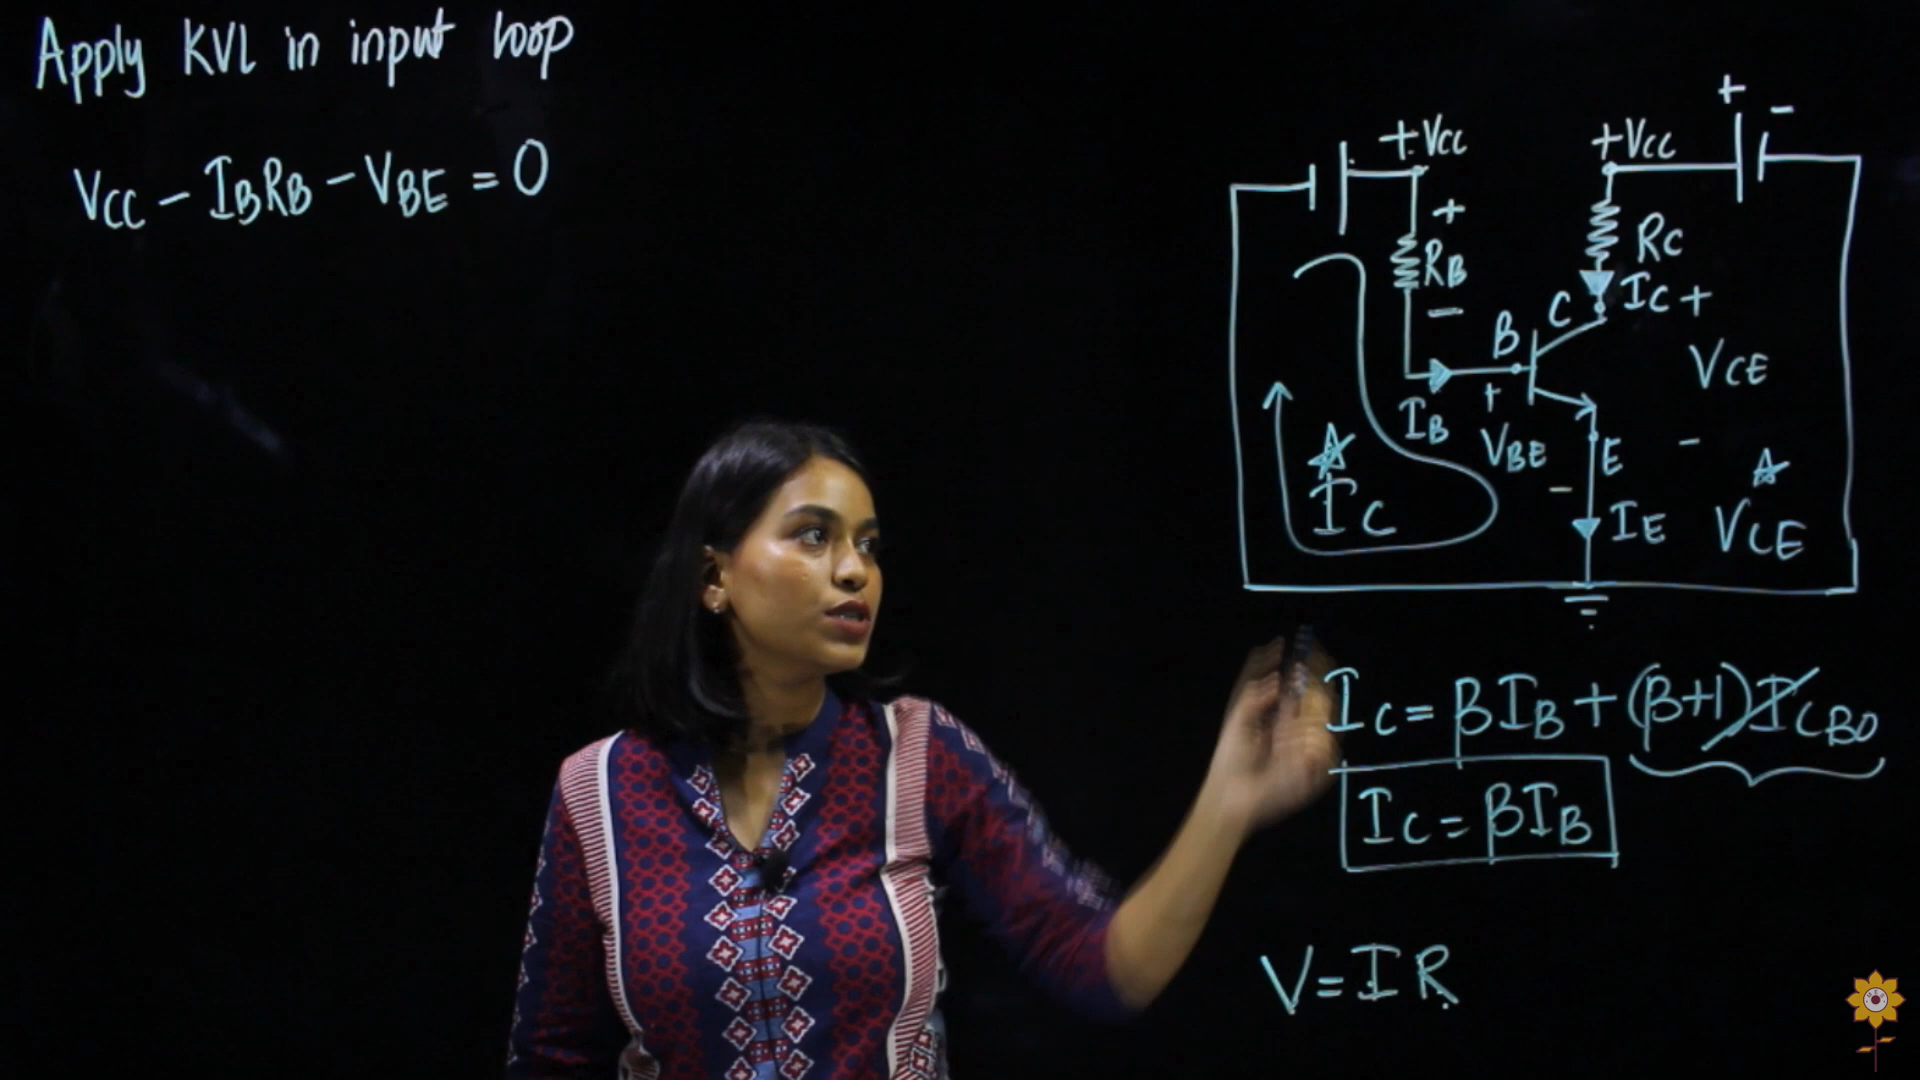 Apply KVL in input loop
VCC - IBRB - VBE = 0
+ -
+VCC +VCC
+
RB RC
- IC +
C
B
VCE
+
IB VBE E -
-
IC IE VCE
IC = βIB + (β+1)ICBO
IC = βIB
V = IR